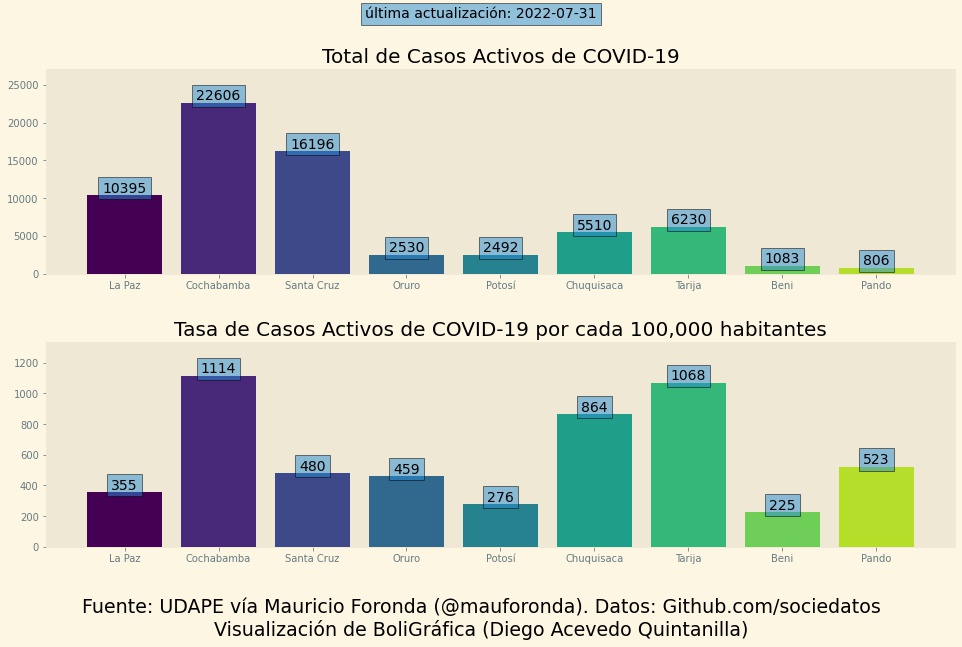 última actualización: 2022-07-31
Total de Casos Activos de COVID-19
25000
20000
15000
10000
5000
0
10395
22606
16196
2530
2492
5510
6230
1083
806
La Paz
Cochabamba
Santa Cruz
Oruro
Potosí
Chuquisaca
Tarija
Beni
Pando
Tasa de Casos Activos de COVID-19 por cada 100,000 habitantes
1200
1000
800
600
400
200
0
355
1114
480
459
276
864
1068
225
523
La Paz
Cochabamba
Santa Cruz
Oruro
Potosí
Chuquisaca
Tarija
Beni
Pando
Fuente: UDAPE vía Mauricio Foronda (@mauforonda). Datos: Github.com/sociedatos
Visualización de BoliGráfica (Diego Acevedo Quintanilla)